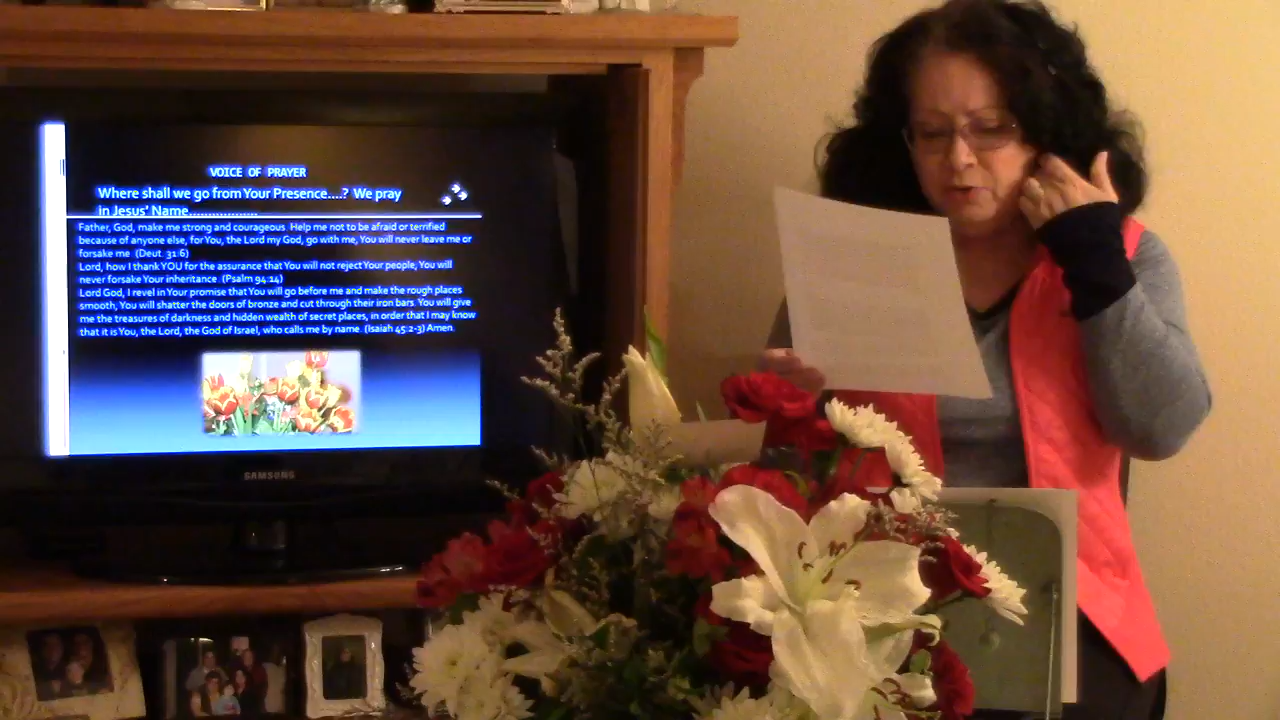 VOICE OF PRAYER
Where shall we go from Your Presence....? We pray
in Jesus' Name..................
Father, God, make me strong and courageous. Help me not to be afraid or terrified
because of anyone else, for You, the Lord my God, go with me, You will never leave me or
forsake me. (Deut. 31:6)
Lord, how I thank YOU for the assurance that You will not reject Your people, You will
never forsake Your inheritance. (Psalm 94:14)
Lord God, I revel in Your promise that You will go before me and make the rough places
smooth, You will shatter the doors of bronze and cut through their iron bars. You will give
me the treasures of darkness and hidden wealth of secret places, in order that I may know
that it is You, the Lord, the God of Israel, who calls me by name. (Isaiah 45:2-3) Amen.
SAMSUNG